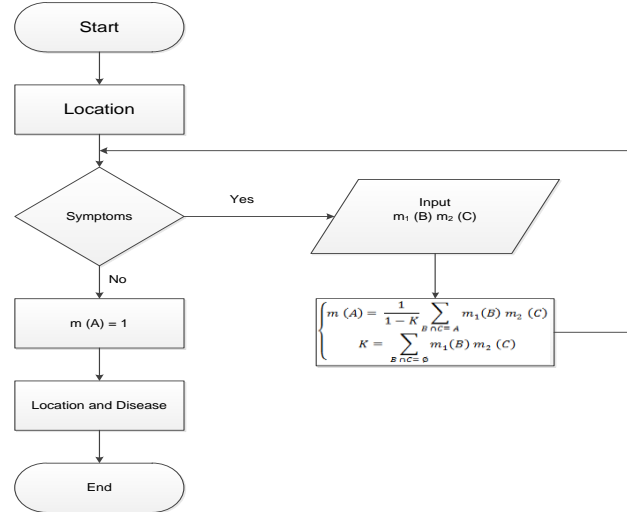 Start
Location
Symptoms
Yes
Input
m₁ (B) m₂ (C)
No
m (A) = 1
m (A) = 1 / (1 − K) ∑ B ∩C= A m₁(B) m₂ (C)
K = ∑ B ∩C= ∅ m₁(B) m₂ (C)
Location and Disease
End